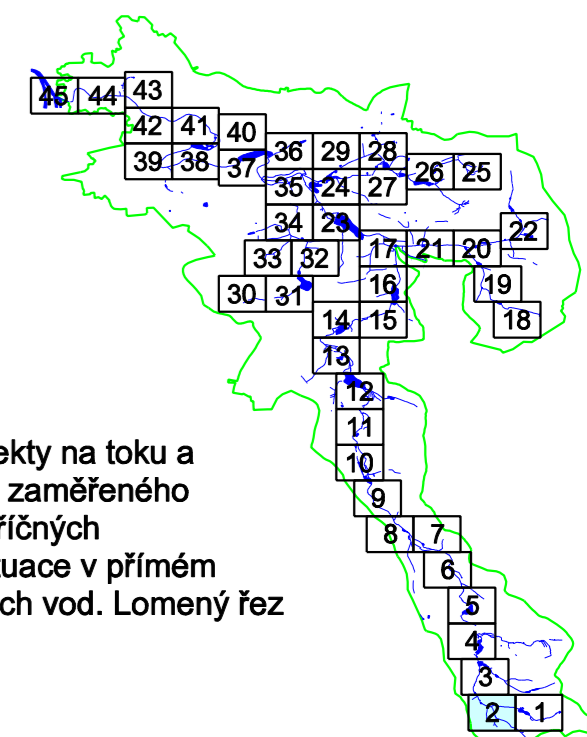 43
45 44
42 41 40
39 38 37 36 29 28
35 24 27 26 25
34 23 22
33 32 17 21 20
30 31 16 19
14 15 18
13
12
11
10
9
8 7
6
5
4
3
2 1
ekty na toku a
zaměřeného
říčných
tuace v přímém
ch vod. Lomený řez